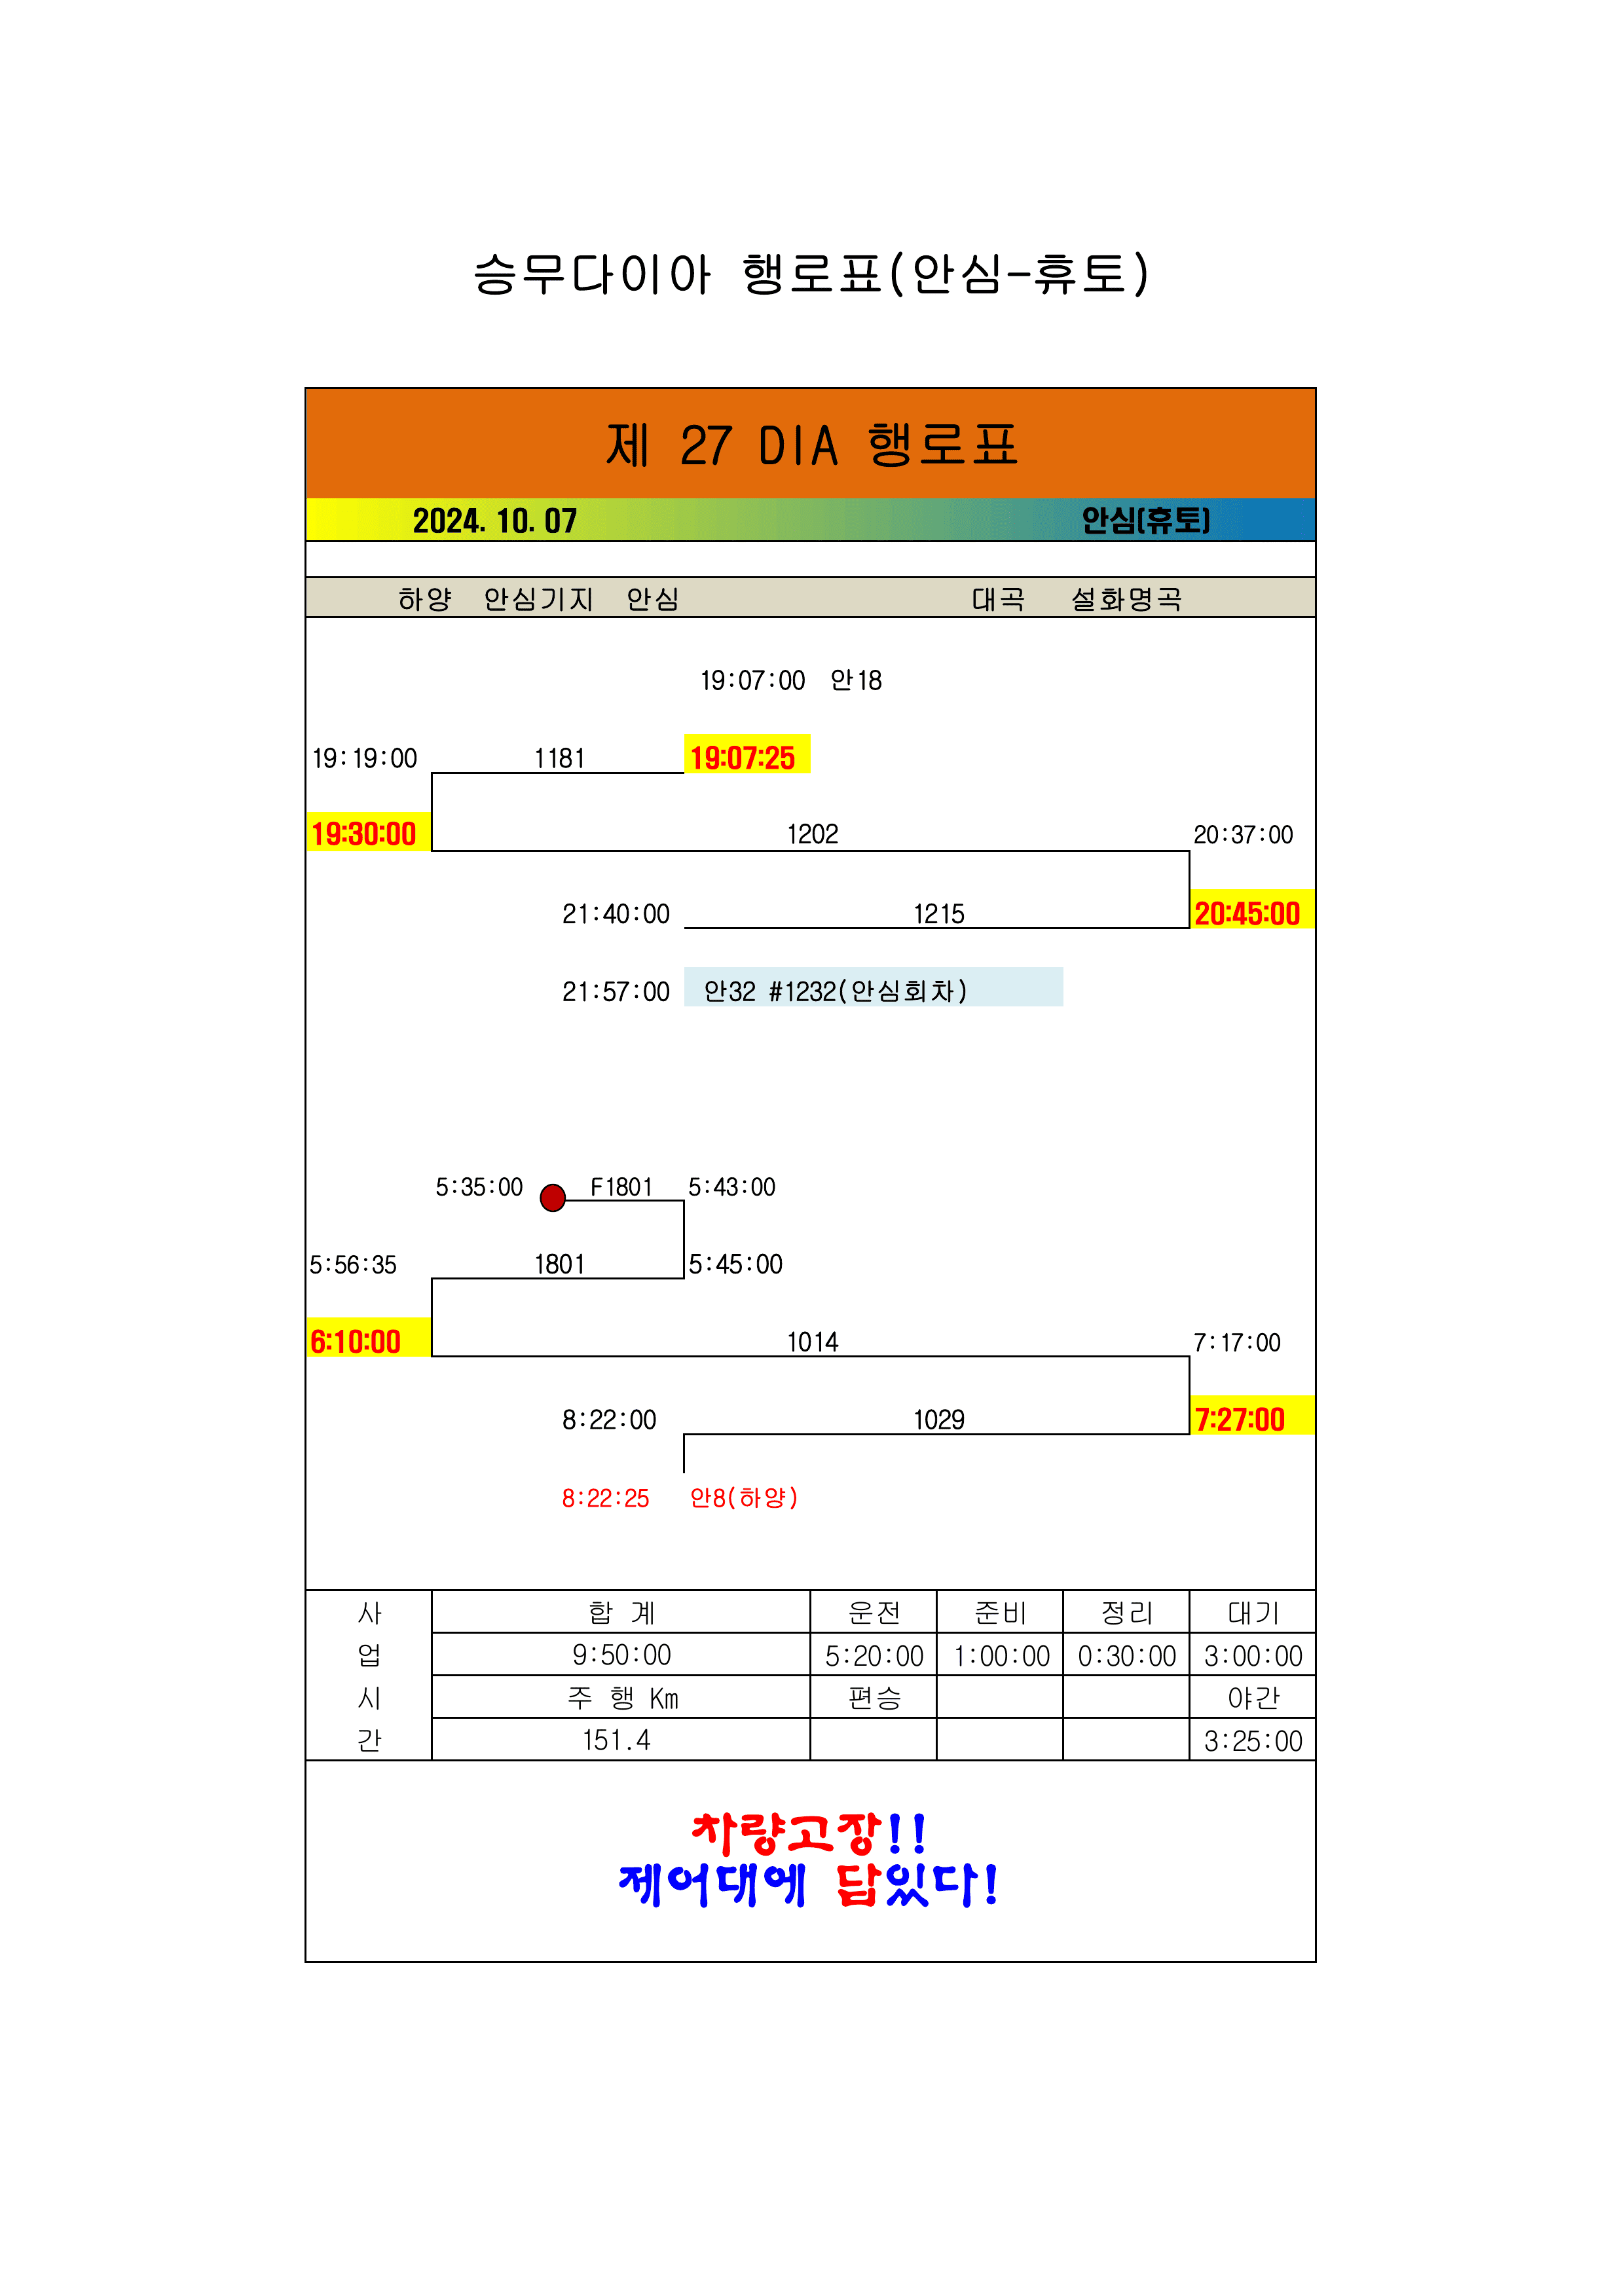 승무다이아 행로표(안심-휴토)
제 27 DIA 행로표
2024. 10. 07 안심(휴토)
하양 안심기지 안심 대곡 설화명곡
19:07:00 안18
19:19:00 1181 19:07:25
19:30:00 1202 20:37:00
21:40:00 1215 20:45:00
21:57:00 안32 #1232(안심회차)
5:35:00 F1801 5:43:00
5:56:35 1801 5:45:00
6:10:00 1014 7:17:00
8:22:00 1029 7:27:00
8:22:25 안8(하양)
사 합 계 운전 준비 정리 대기
업 9:50:00 5:20:00 1:00:00 0:30:00 3:00:00
시 주 행 Km 편승 야간
간 151.4 3:25:00
차량고장!!
제어대에 답있다!